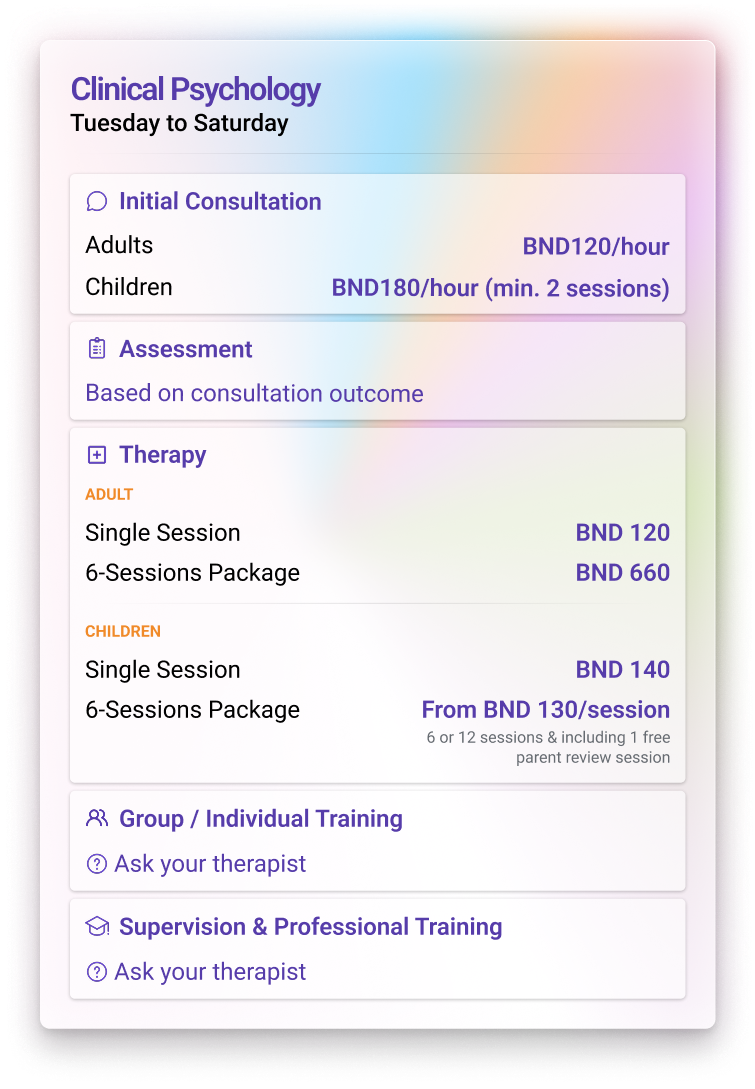 Clinical Psychology
Tuesday to Saturday
Initial Consultation
Adults BND120/hour
Children BND180/hour (min. 2 sessions)
Assessment
Based on consultation outcome
Therapy
ADULT
Single Session BND 120
6-Sessions Package BND 660
CHILDREN
Single Session BND 140
6-Sessions Package From BND 130/session
6 or 12 sessions & including 1 free
parent review session
Group / Individual Training
Ask your therapist
Supervision & Professional Training
Ask your therapist